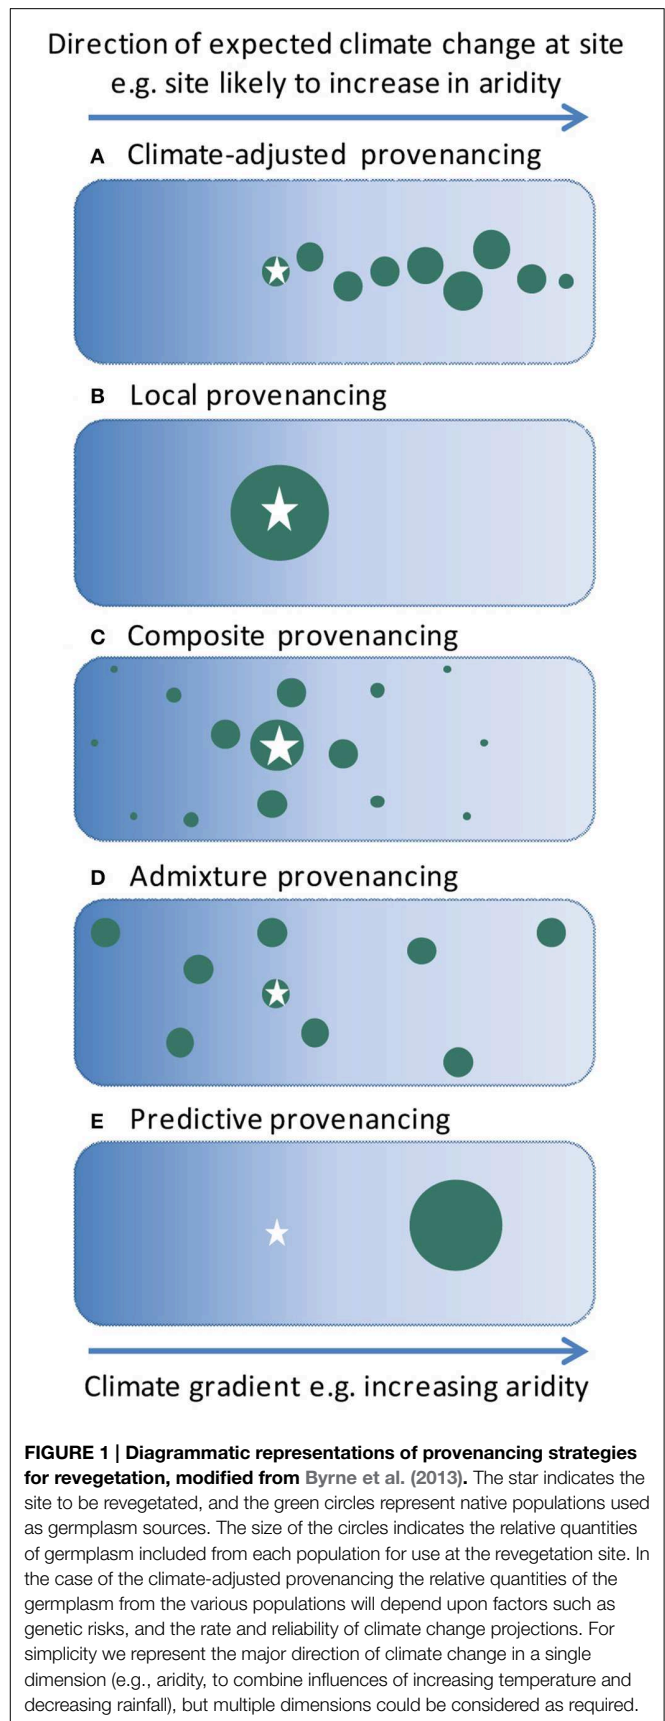 Direction of expected climate change at site
e.g. site likely to increase in aridity
A Climate-adjusted provenancing
B Local provenancing
C Composite provenancing
D Admixture provenancing
E Predictive provenancing
Climate gradient e.g. increasing aridity
FIGURE 1 | Diagrammatic representations of provenancing strategies
for revegetation, modified from Byrne et al. (2013). The star indicates the
site to be revegetated, and the green circles represent native populations used
as germplasm sources. The size of the circles indicates the relative quantities
of germplasm included from each population for use at the revegetation site. In
the case of the climate-adjusted provenancing the relative quantities of the
germplasm from the various populations will depend upon factors such as
genetic risks, and the rate and reliability of climate change projections. For
simplicity we represent the major direction of climate change in a single
dimension (e.g., aridity, to combine influences of increasing temperature and
decreasing rainfall), but multiple dimensions could be considered as required.